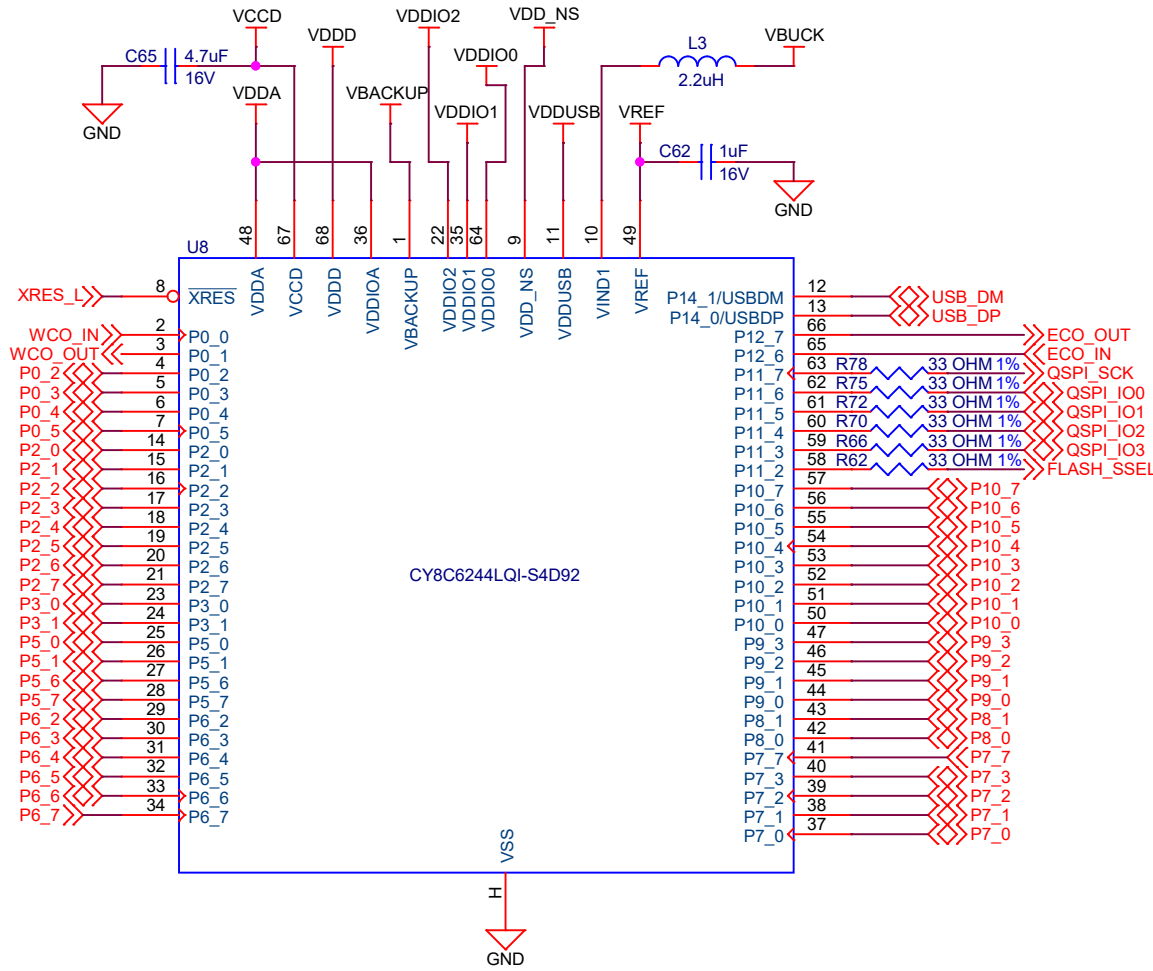 VCCD
VDDIO2
VDD_NS
VDDD
L3
VBUCK
C65
4.7uF
16V
VDDIO0
2.2uH
VDDA
VBACKUP
VDDIO1
VDDUSB
VREF
GND
C62
1uF
16V
GND
48
67
68
36
1
22
35
64
9
11
10
49
U8
VDDA
VCCD
VDDD
VDDIOA
VBACKUP
VDDIO2
VDDIO1
VDDIO0
VDD_NS
VDDUSB
VIND1
VREF
XRES_L 8 XRES
WCO_IN 2 P0_0
WCO_OUT 3 P0_1
P0_2 4 P0_2
P0_3 5 P0_3
P0_4 6 P0_4
P0_5 7 P0_5
P2_0 14 P2_0
P2_1 15 P2_1
P2_2 16 P2_2
P2_3 17 P2_3
P2_4 18 P2_4
P2_5 19 P2_5
P2_6 20 P2_6
P2_7 21 P2_7
P3_0 23 P3_0
P3_1 24 P3_1
P5_0 25 P5_0
P5_1 26 P5_1
P5_6 27 P5_6
P5_7 28 P5_7
P6_2 29 P6_2
P6_3 30 P6_3
P6_4 31 P6_4
P6_5 32 P6_5
P6_6 33 P6_6
P6_7 34 P6_7
CY8C6244LQI-S4D92
P14_1/USBDM 12 USB_DM
P14_0/USBDP 13 USB_DP
P12_7 66 ECO_OUT
P12_6 65 ECO_IN
P11_7 63 R78 33 OHM 1% QSPI_SCK
P11_6 62 R75 33 OHM 1% QSPI_IO0
P11_5 61 R72 33 OHM 1% QSPI_IO1
P11_4 60 R70 33 OHM 1% QSPI_IO2
P11_3 59 R66 33 OHM 1% QSPI_IO3
P11_2 58 R62 33 OHM 1% FLASH_SSEL
P10_7 57 P10_7
P10_6 56 P10_6
P10_5 55 P10_5
P10_4 54 P10_4
P10_3 53 P10_3
P10_2 52 P10_2
P10_1 51 P10_1
P10_0 50 P10_0
P9_3 47 P9_3
P9_2 46 P9_2
P9_1 45 P9_1
P9_0 44 P9_0
P8_1 43 P8_1
P8_0 42 P8_0
P7_7 41 P7_7
P7_3 40 P7_3
P7_2 39 P7_2
P7_1 38 P7_1
P7_0 37 P7_0
VSS
H
GND